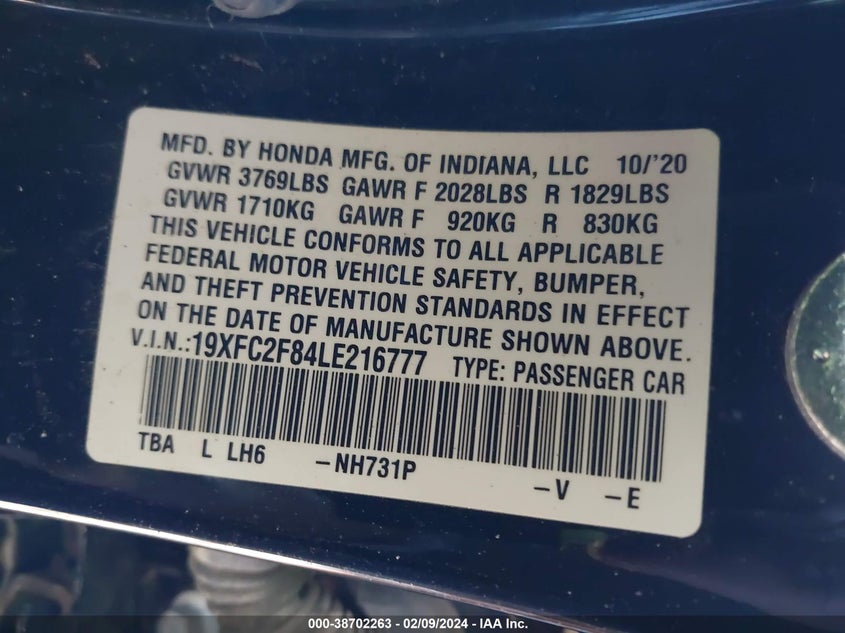 MFD. BY HONDA MFG. OF INDIANA, LLC 10/'20
GVWR 3769LBS GAWR F 2028LBS R 1829LBS
GVWR 1710KG GAWR F 920KG R 830KG
THIS VEHICLE CONFORMS TO ALL APPLICABLE
FEDERAL MOTOR VEHICLE SAFETY, BUMPER,
AND THEFT PREVENTION STANDARDS IN EFFECT
ON THE DATE OF MANUFACTURE SHOWN ABOVE.
V.I.N.:19XFC2F84LE216777 TYPE: PASSENGER CAR
TBA L LH6 -NH731P -V -E
000-38702263 - 02/09/2024 - IAA Inc.